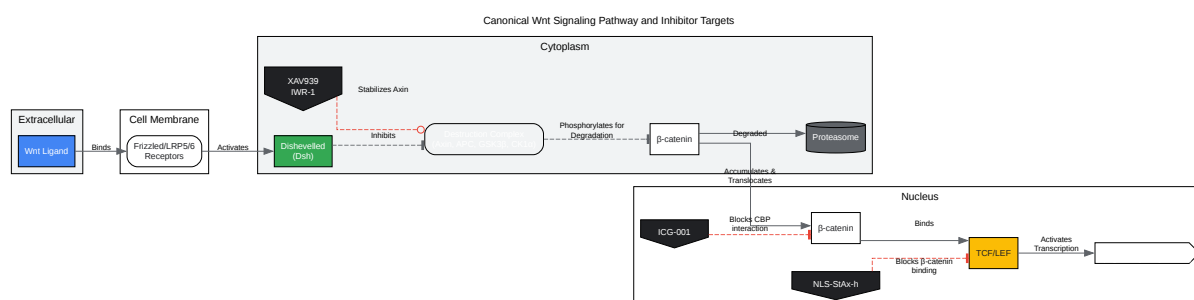 Canonical Wnt Signaling Pathway and Inhibitor Targets
Cytoplasm
XAV939
IWR-1
Stabilizes Axin
Extracellular
Cell Membrane
Wnt Ligand
Binds
Frizzled/LRP5/6
Receptors
Activates
Dishevelled
(Dsh)
Inhibits
Phosphorylates for
Degradation
β-catenin
Degraded
Proteasome
Accumulates &
Translocates
Nucleus
ICG-001
Blocks CBP
interaction
β-catenin
Binds
TCF/LEF
Activates
Transcription
Blocks β-catenin
binding
NLS-StAx-h